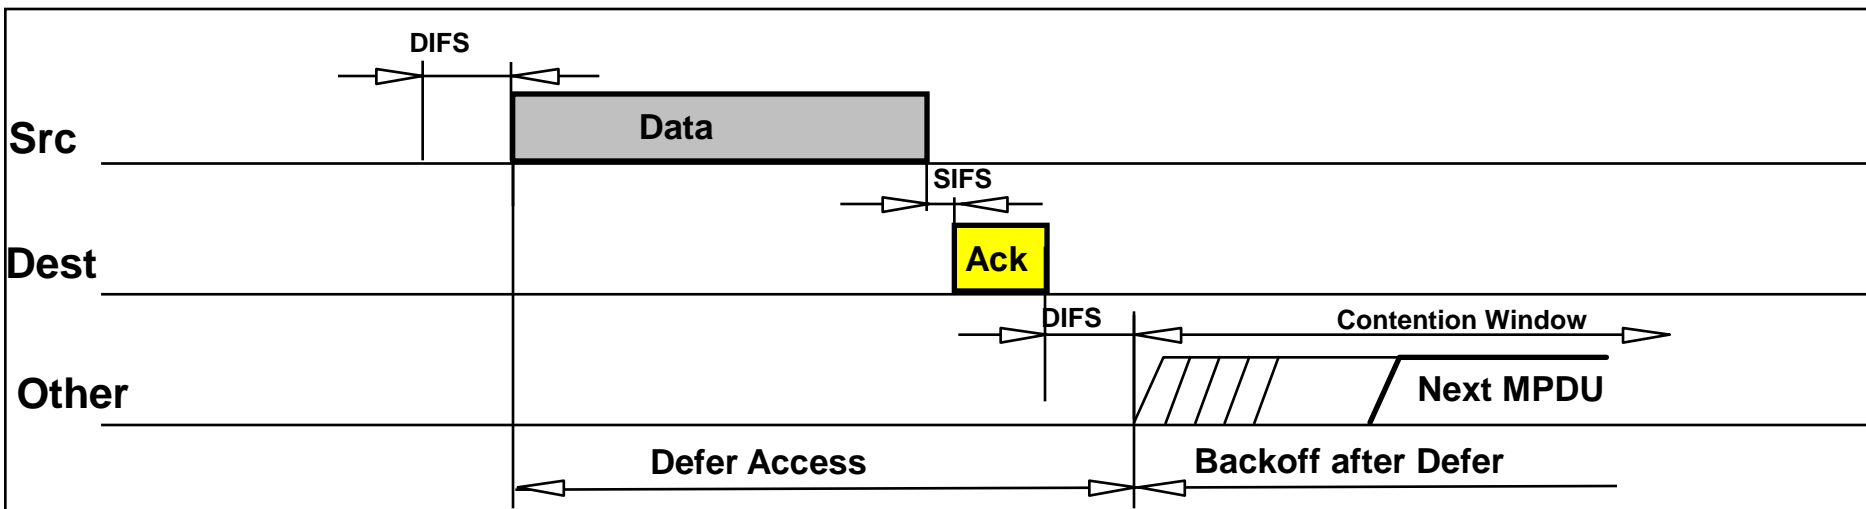 DIFS
Src
Data
SIFS
Dest
Ack
DIFS
Contention Window
Other
Next MPDU
Defer Access
Backoff after Defer